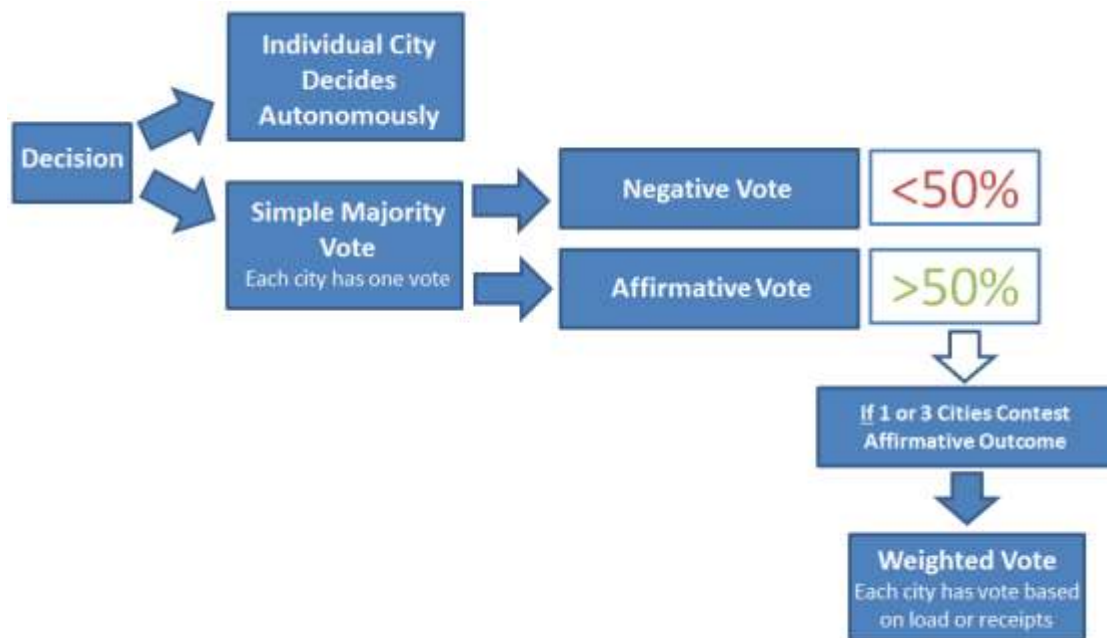 Individual City
Decides
Autonomously
Decision
Simple Majority
Vote
Each city has one vote
Negative Vote
<50%
Affirmative Vote
>50%
If 1 or 3 Cities Contest
Affirmative Outcome
Weighted Vote
Each city has vote based
on load or receipts